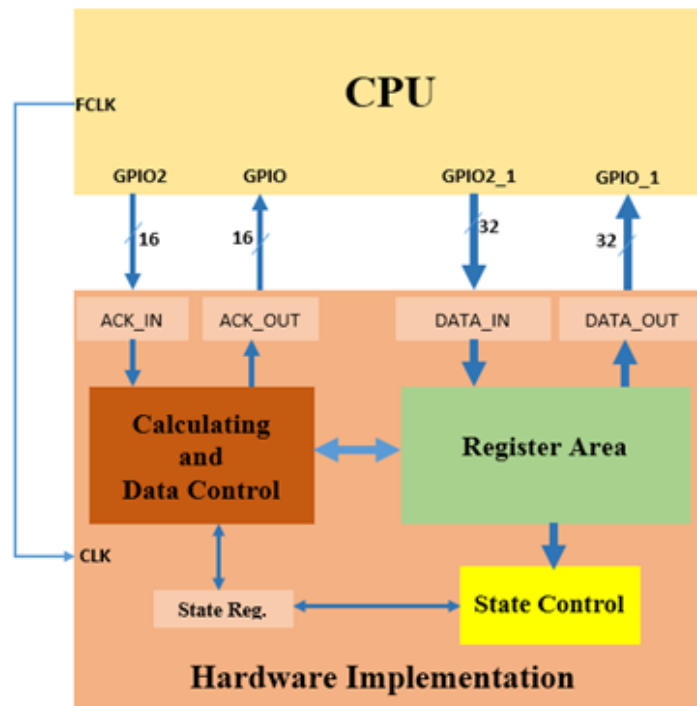 CPU
FCLK
GPIO2
GPIO
GPIO2_1
GPIO_1
16
16
32
32
ACK_IN
ACK_OUT
DATA_IN
DATA_OUT
Calculating
and
Data Control
Register Area
CLK
State Reg.
State Control
Hardware Implementation